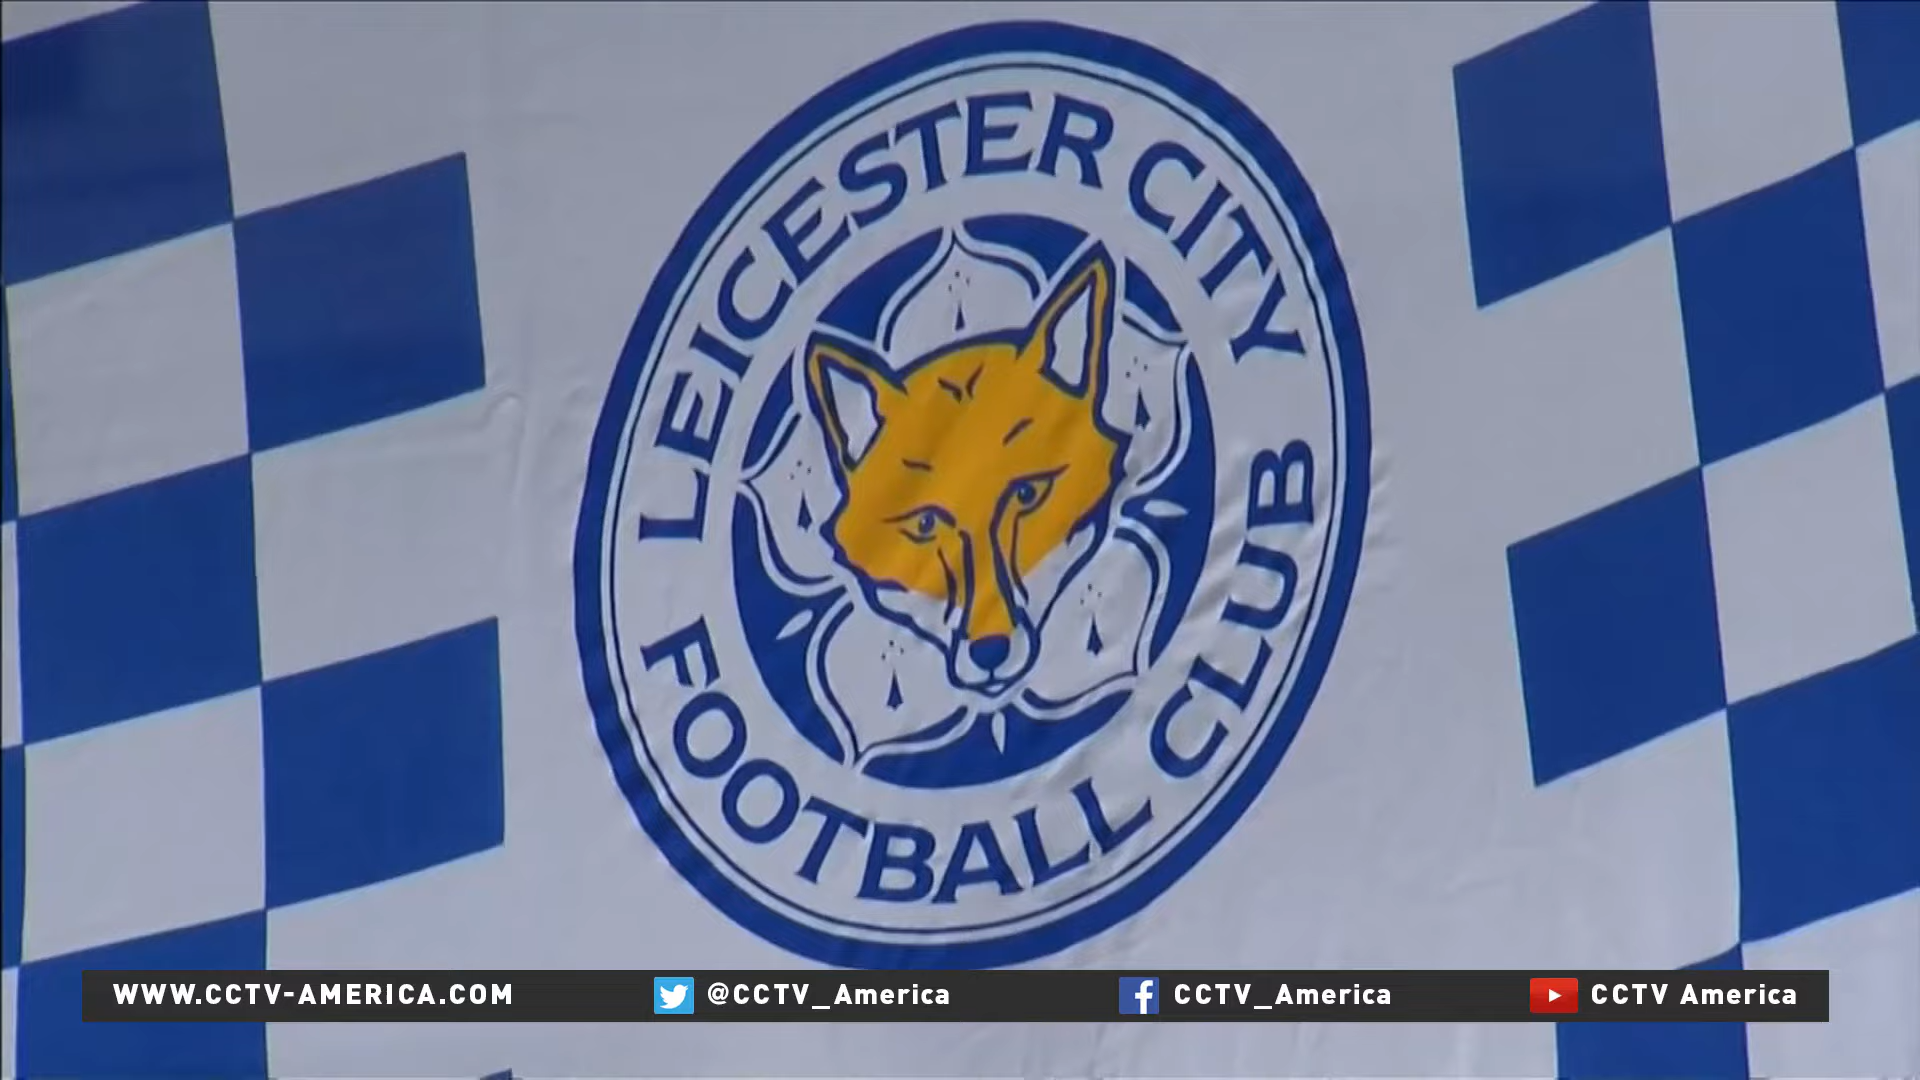 LEICESTER CITY
FOOTBALL CLUB
WWW.CCTV-AMERICA.COM
@CCTV_America
CCTV_America
CCTV America